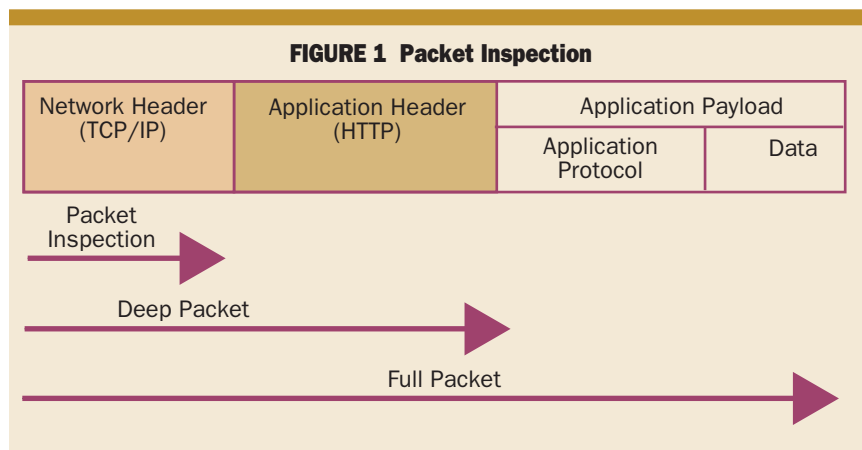 FIGURE 1 Packet Inspection
Network Header
(TCP/IP)
Application Header
(HTTP)
Application Payload
Application
Protocol
Data
Packet
Inspection
Deep Packet
Full Packet